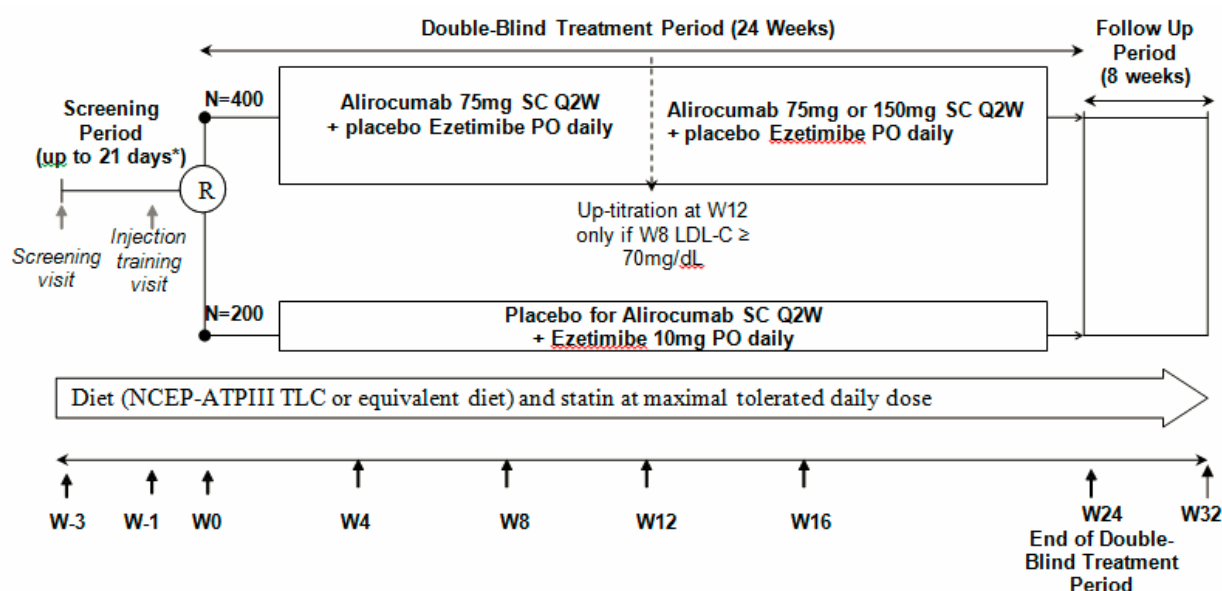 Double-Blind Treatment Period (24 Weeks)
Follow Up
Period
(8 weeks)
Screening
Period
(up to 21 days*)
N=400
Alirocumab 75mg SC Q2W
+ placebo Ezetimibe PO daily
Alirocumab 75mg or 150mg SC Q2W
+ placebo Ezetimibe PO daily
R
Screening
visit
Injection
training
visit
Up-titration at W12
only if W8 LDL-C ≥
70mg/dL
N=200
Placebo for Alirocumab SC Q2W
+ Ezetimibe 10mg PO daily
Diet (NCEP-ATPIII TLC or equivalent diet) and statin at maximal tolerated daily dose
W-3 W-1 W0 W4 W8 W12 W16 W24 W32
End of Double-
Blind Treatment
Period